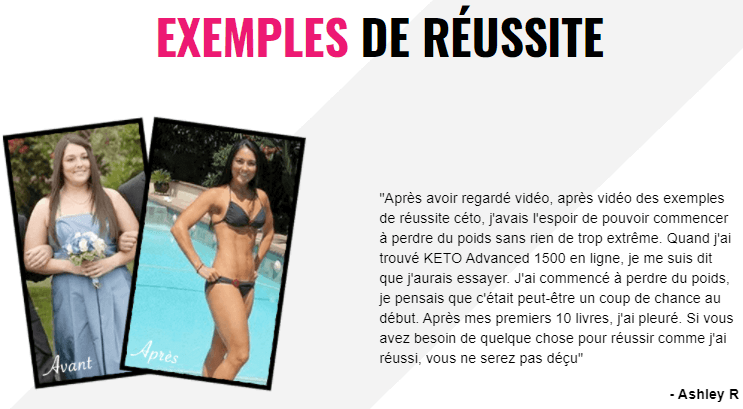 EXEMPLES DE RÉUSSITE
Avant
Après
"Après avoir regardé vidéo, après vidéo des exemples
de réussite céto, j'avais l'espoir de pouvoir commencer
à perdre du poids sans rien de trop extrême. Quand j'ai
trouvé KETO Advanced 1500 en ligne, je me suis dit
que j'aurais essayer. J'ai commencé à perdre du poids,
je pensais que c'était peut-être un coup de chance au
début. Après mes premiers 10 livres, j'ai pleuré. Si vous
avez besoin de quelque chose pour réussir comme j'ai
réussi, vous ne serez pas déçu"
- Ashley R